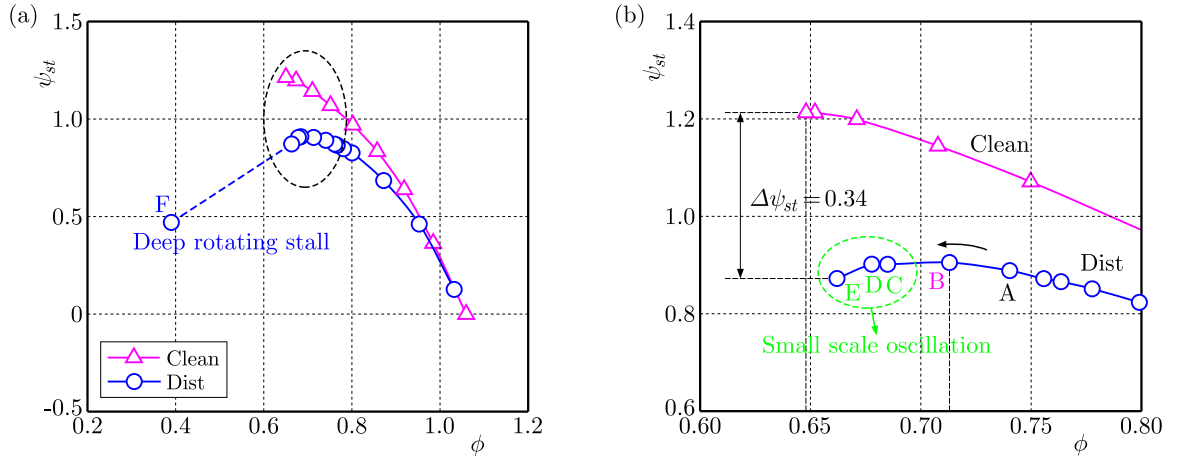 (a)
1.5
1.0
0.5
0
-0.5
ψst
0.2
0.4
0.6
0.8
1.0
1.2
ϕ
F
Deep rotating stall
Clean
Dist
(b)
1.4
1.2
1.0
0.8
0.6
ψst
0.60
0.65
0.70
0.75
0.80
ϕ
Clean
Δψst=0.34
Dist
E
D
C
B
A
Small scale oscillation